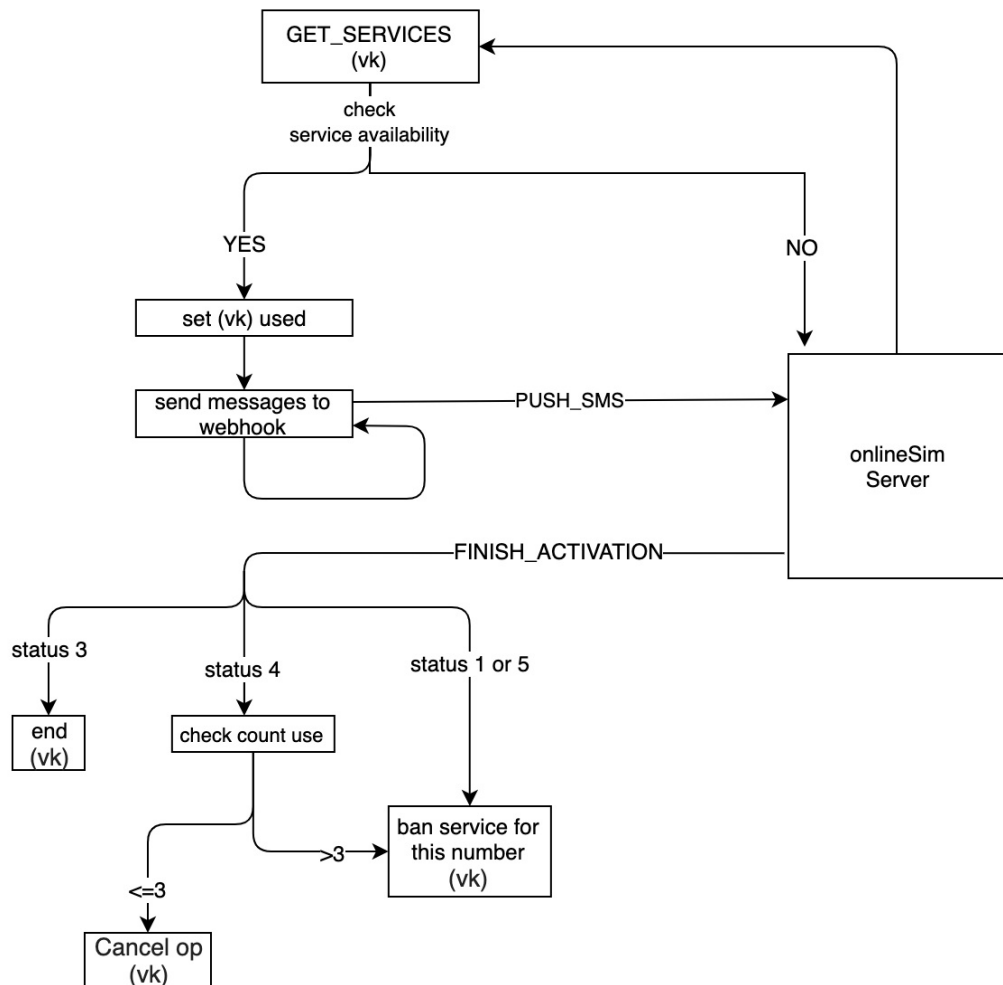 GET_SERVICES
(vk)
check
service availability
YES
NO
set (vk) used
send messages to
webhook
PUSH_SMS
onlineSim
Server
FINISH_ACTIVATION
status 3
status 4
status 1 or 5
end
(vk)
check count use
ban service for
this number
(vk)
>3
<=3
Cancel op
(vk)